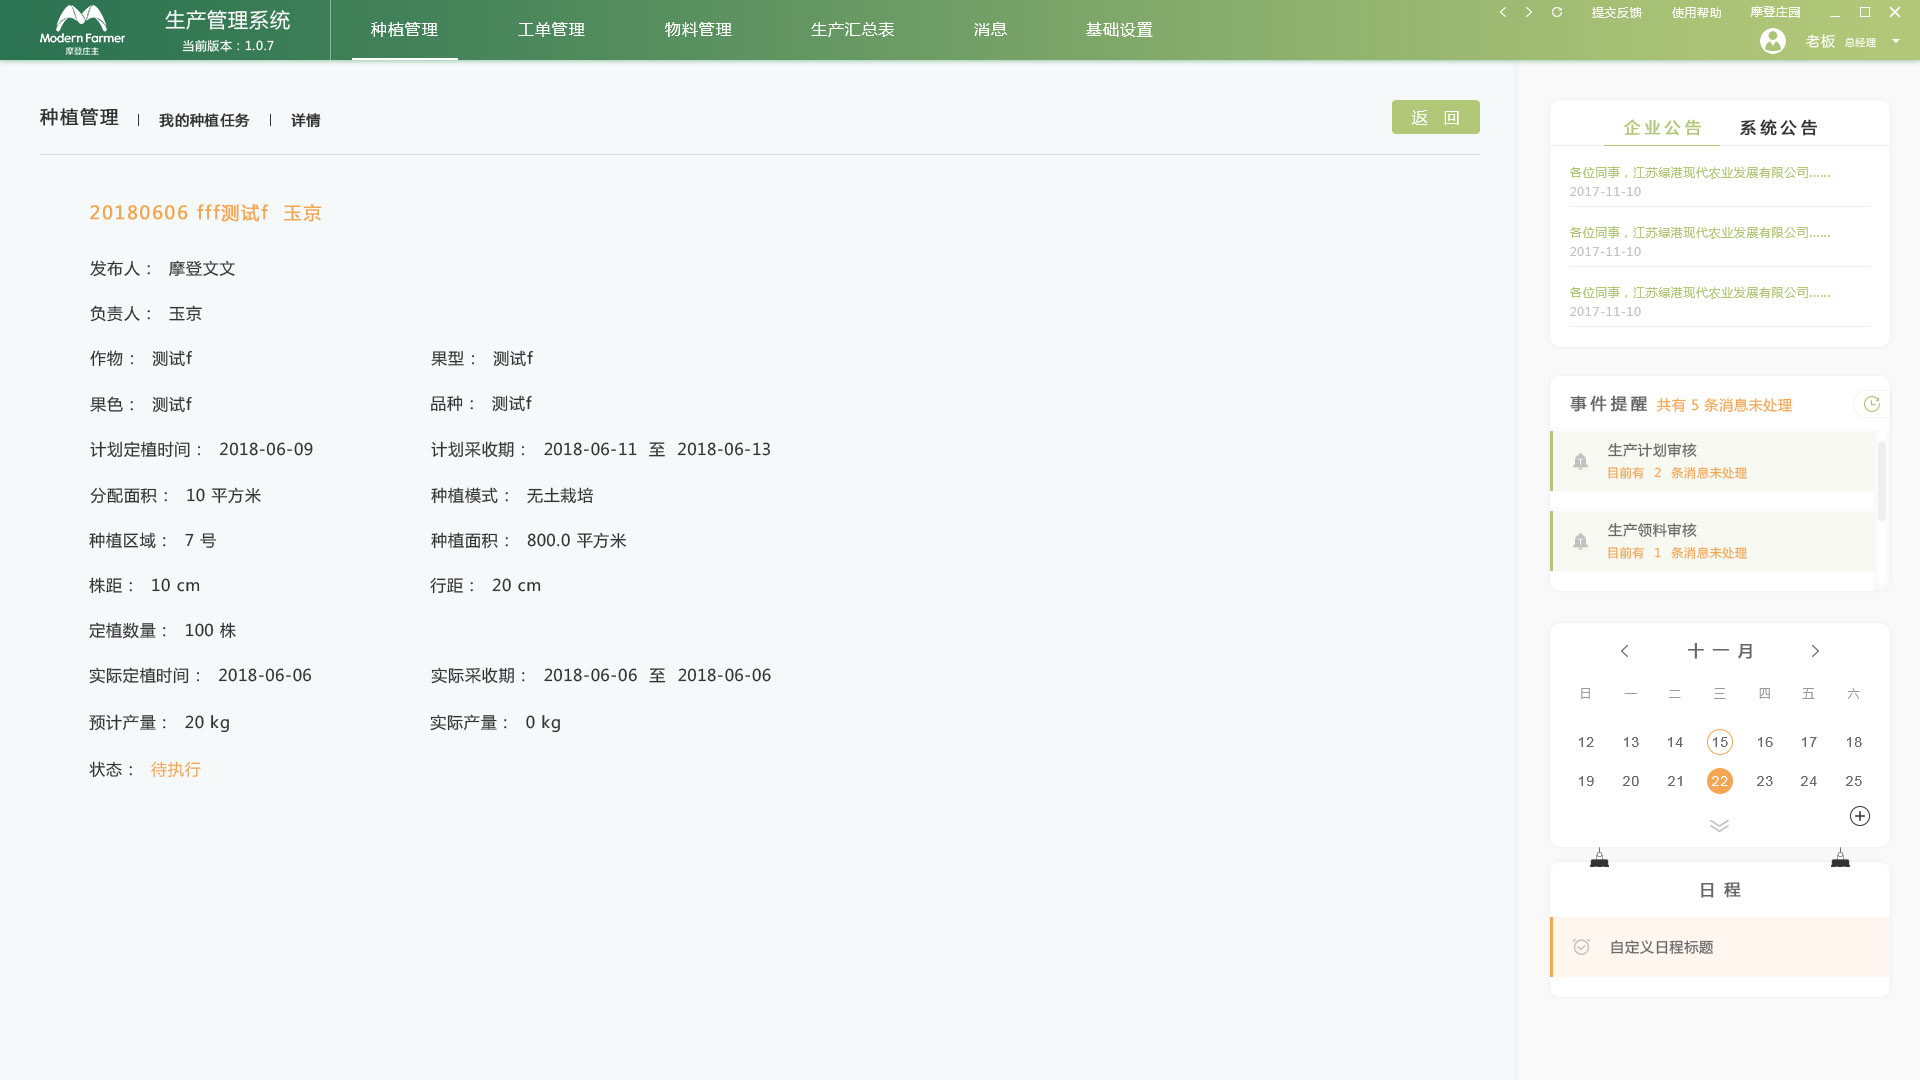 Modern Farmer
摩登庄主
生产管理系统
当前版本：1.0.7
种植管理
工单管理
物料管理
生产汇总表
消息
基础设置
提交反馈
使用帮助
摩登庄园
老板 总经理
种植管理 | 我的种植任务 | 详情
返 回
20180606 fff测试f 玉京
发布人： 摩登文文
负责人： 玉京
作物： 测试f
果型： 测试f
果色： 测试f
品种： 测试f
计划定植时间： 2018-06-09
计划采收期： 2018-06-11 至 2018-06-13
分配面积： 10 平方米
种植模式： 无土栽培
种植区域： 7 号
种植面积： 800.0 平方米
株距： 10 cm
行距： 20 cm
定植数量： 100 株
实际定植时间： 2018-06-06
实际采收期： 2018-06-06 至 2018-06-06
预计产量： 20 kg
实际产量： 0 kg
状态： 待执行
企业公告 系统公告
各位同事，江苏绿港现代农业发展有限公司......
2017-11-10
各位同事，江苏绿港现代农业发展有限公司......
2017-11-10
各位同事，江苏绿港现代农业发展有限公司......
2017-11-10
事件提醒 共有 5 条消息未处理
生产计划审核
目前有 2 条消息未处理
生产领料审核
目前有 1 条消息未处理
十一月
日 一 二 三 四 五 六
12 13 14 15 16 17 18
19 20 21 22 23 24 25
日 程
自定义日程标题